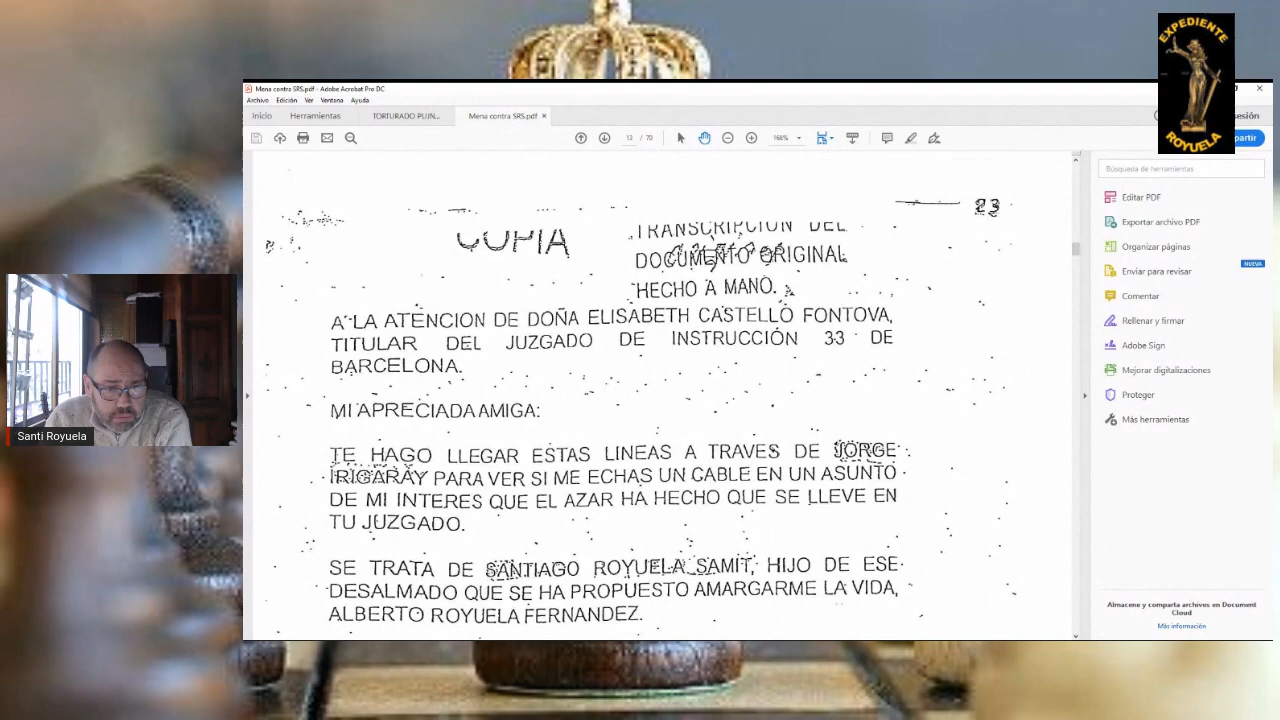 EXPEDIENTE
ROYUELA
Mena contra SRS.pdf - Adobe Acrobat Pro DC
Archivo Edición Ver Ventana Ayuda
Inicio Herramientas TORTURADO PUJN... Mena contra SRS.pdf × sesión
13 / 70 168% partir
Búsqueda de herramientas
Editar PDF
Exportar archivo PDF
Organizar páginas
NUEVA
Enviar para revisar
Comentar
Rellenar y firmar
Adobe Sign
Mejorar digitalizaciones
Proteger
Más herramientas
Almacene y comparta archivos en Document
Cloud
Más información
23
COPIA
TRANSCRIPCION DEL
DOCUMENTO ORIGINAL
HECHO A MANO.
A LA ATENCION DE DOÑA ELISABETH CASTELLÒ FONTOVA,
TITULAR DEL JUZGADO DE INSTRUCCIÓN 33 DE
BARCELONA.
MI APRECIADA AMIGA:
TE HAGO LLEGAR ESTAS LINEAS A TRAVES DE JORGE
IRIGARAY PARA VER SI ME ECHAS UN CABLE EN UN ASUNTO
DE MI INTERES QUE EL AZAR HA HECHO QUE SE LLEVE EN
TU JUZGADO.
SE TRATA DE SANTIAGO ROYUELA SAMIT, HIJO DE ESE
DESALMADO QUE SE HA PROPUESTO AMARGARME LA VIDA,
ALBERTO ROYUELA FERNANDEZ.
Santi Royuela